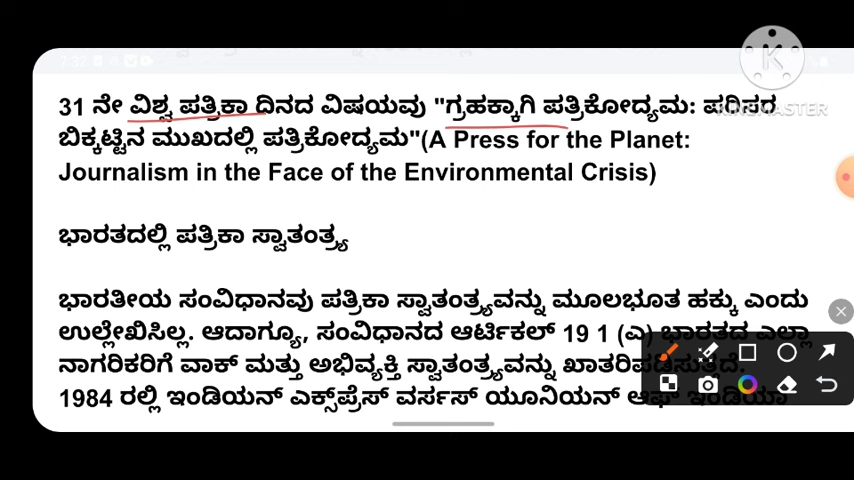 31 ನೇ ವಿಶ್ವ ಪತ್ರಿಕಾ ದಿನದ ವಿಷಯವು "ಗ್ರಹಕ್ಕಾಗಿ ಪತ್ರಿಕೋದ್ಯಮ: ಪರಿಸರ
ಬಿಕ್ಕಟ್ಟಿನ ಮುಖದಲ್ಲಿ ಪತ್ರಿಕೋದ್ಯಮ"(A Press for the Planet:
Journalism in the Face of the Environmental Crisis)
ಭಾರತದಲ್ಲಿ ಪತ್ರಿಕಾ ಸ್ವಾತಂತ್ರ್ಯ
ಭಾರತೀಯ ಸಂವಿಧಾನವು ಪತ್ರಿಕಾ ಸ್ವಾತಂತ್ರ್ಯವನ್ನು ಮೂಲಭೂತ ಹಕ್ಕು ಎಂದು
ಉಲ್ಲೇಖಿಸಿಲ್ಲ. ಆದಾಗ್ಯೂ, ಸಂವಿಧಾನದ ಆರ್ಟಿಕಲ್ 19 1 (ಎ) ಭಾರತದ ಎಲ್ಲಾ
ನಾಗರಿಕರಿಗೆ ವಾಕ್ ಮತ್ತು ಅಭಿವ್ಯಕ್ತಿ ಸ್ವಾತಂತ್ರ್ಯವನ್ನು ಖಾತರಿಪಡಿಸುತ್ತದೆ.
1984 ರಲ್ಲಿ ಇಂಡಿಯನ್ ಎಕ್ಸ್‌ಪ್ರೆಸ್ ವರ್ಸಸ್ ಯೂನಿಯನ್ ಆಫ್ ಇಂಡಿಯಾ
KINEMASTER